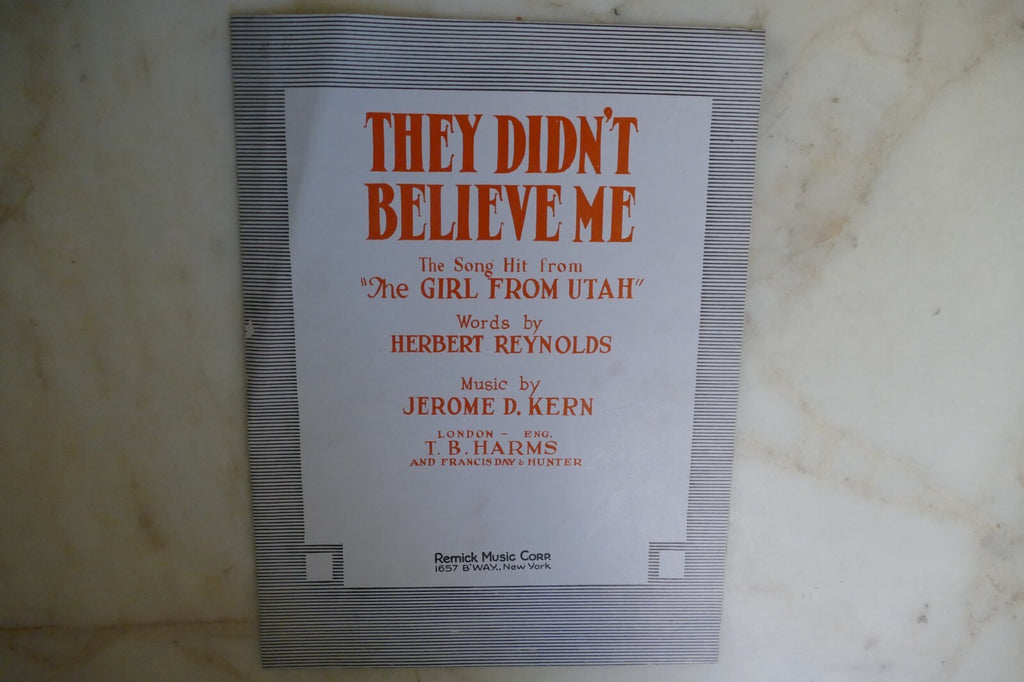 THEY DIDN'T
BELIEVE ME
The Song Hit from
"The GIRL FROM UTAH"
Words by
HERBERT REYNOLDS
Music by
JEROME D. KERN
LONDON - ENG.
T. B. HARMS
AND FRANCIS DAY & HUNTER
Remick Music Corp.
1657 B'WAY., New York